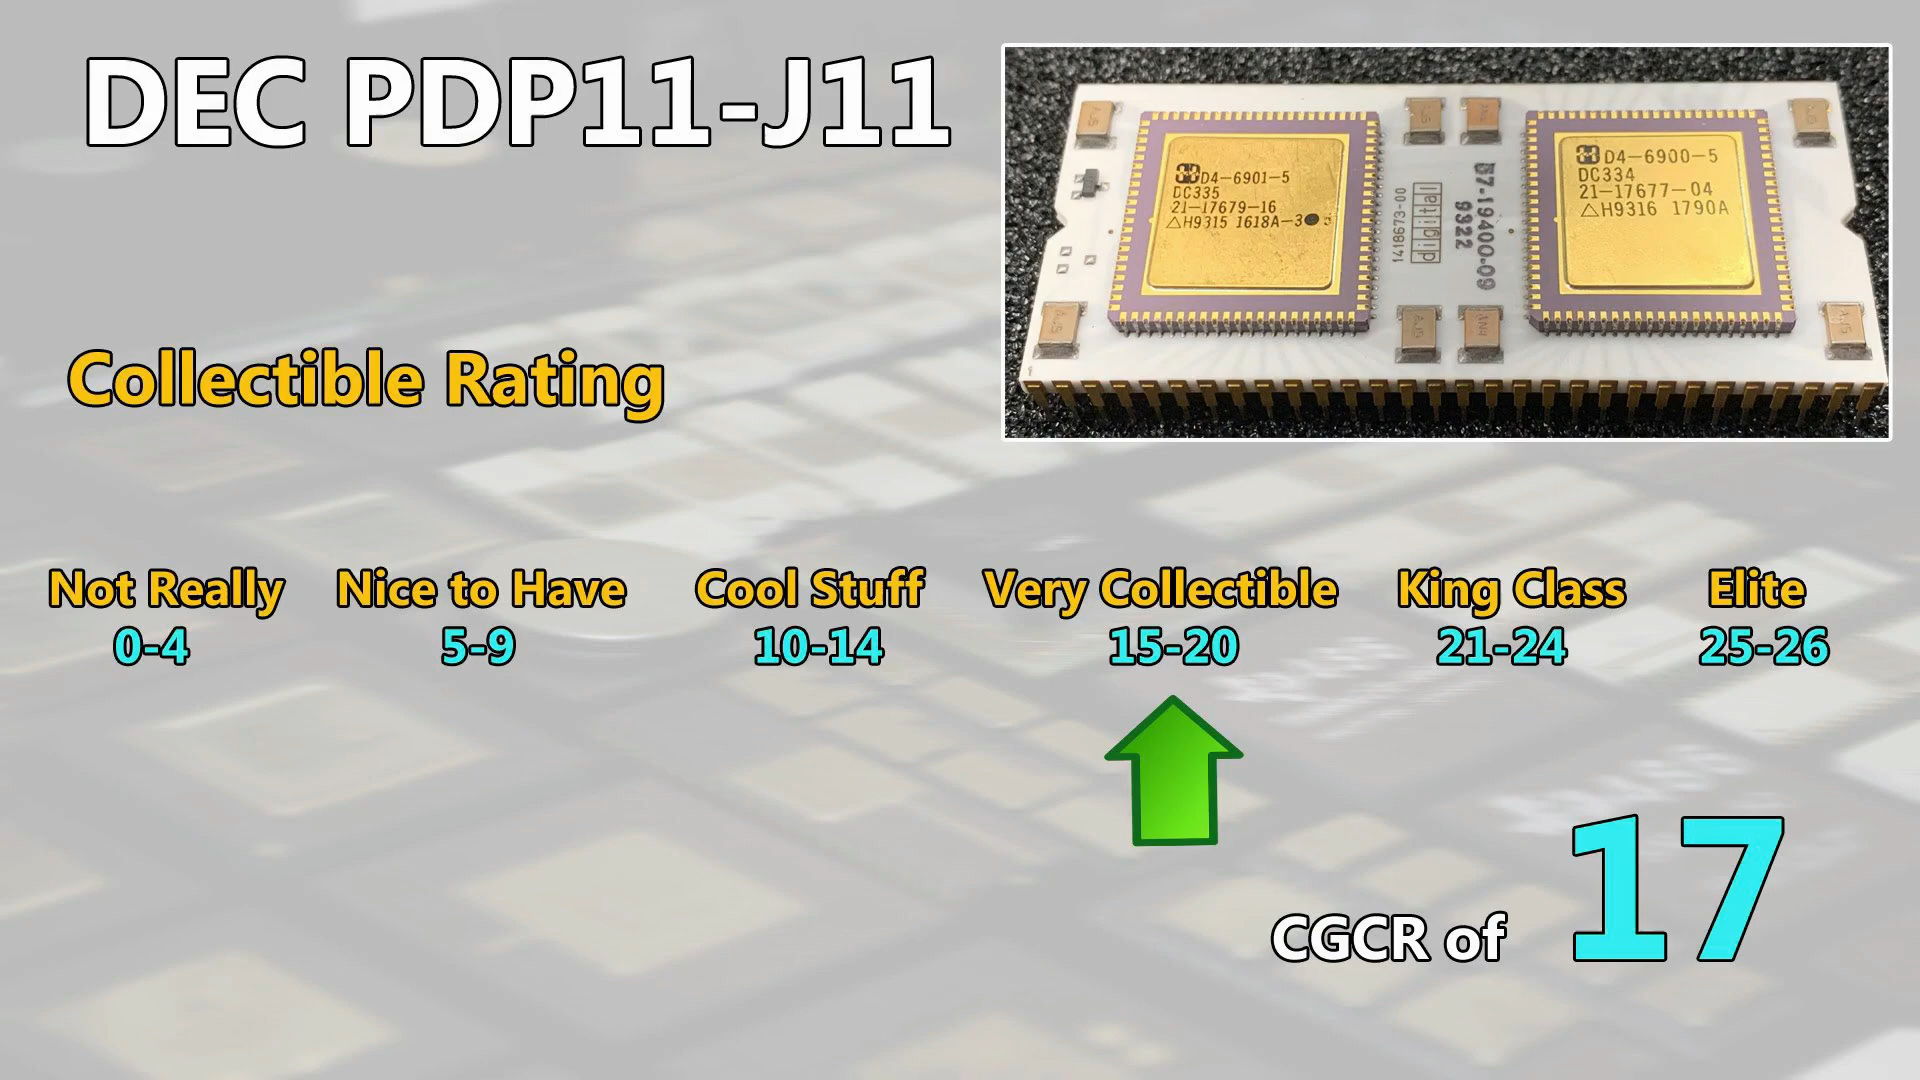 DEC PDP11-J11
D4-6901-5
DC335
21-17679-16
△H9315 1618A-3
1418673-00
digital
57-19400-09
9322
D4-6900-5
DC334
21-17677-04
△H9316 1790A
Collectible Rating
Not Really
0-4
Nice to Have
5-9
Cool Stuff
10-14
Very Collectible
15-20
King Class
21-24
Elite
25-26
CGCR of 17